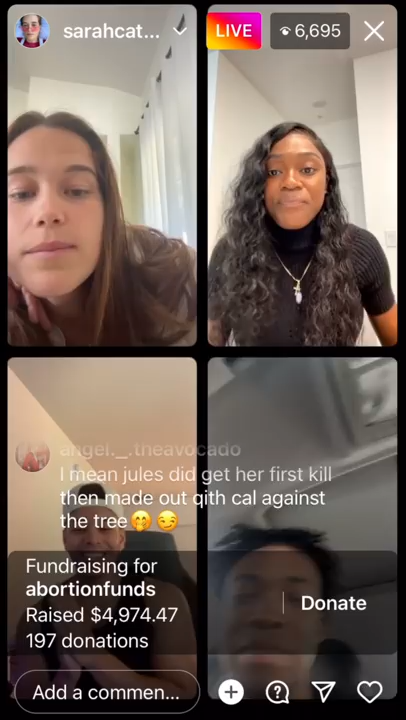 sarahcat...
LIVE
6,695
angel._.theavocado
I mean jules did get her first kill
then made out qith cal against
the tree🤭😏
Fundraising for
abortionfunds
Raised $4,974.47
197 donations
Donate
Add a commen...